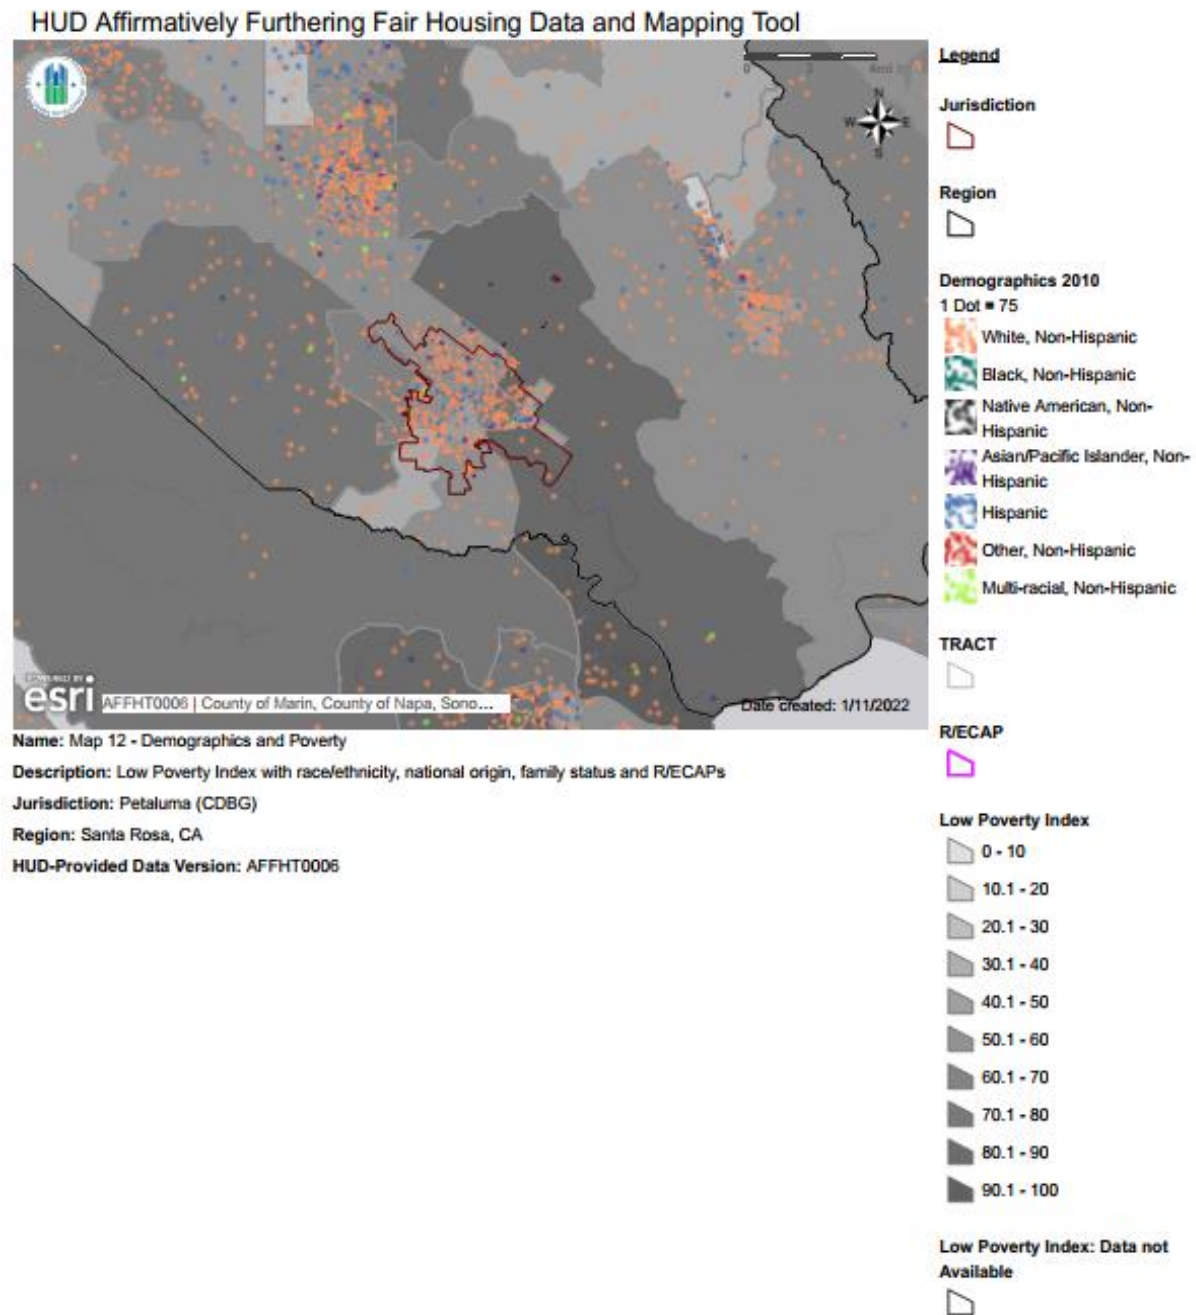 HUD Affirmatively Furthering Fair Housing Data and Mapping Tool
N
W
E
S
POWERED BY
esri
AFFHT0006 | County of Marin, County of Napa, Sono...
Date created: 1/11/2022
Name: Map 12 - Demographics and Poverty
Description: Low Poverty Index with race/ethnicity, national origin, family status and R/ECAPs
Jurisdiction: Petaluma (CDBG)
Region: Santa Rosa, CA
HUD-Provided Data Version: AFFHT0006
Legend
Jurisdiction
Region
Demographics 2010
1 Dot = 75
White, Non-Hispanic
Black, Non-Hispanic
Native American, Non-
Hispanic
Asian/Pacific Islander, Non-
Hispanic
Hispanic
Other, Non-Hispanic
Multi-racial, Non-Hispanic
TRACT
R/ECAP
Low Poverty Index
0 - 10
10.1 - 20
20.1 - 30
30.1 - 40
40.1 - 50
50.1 - 60
60.1 - 70
70.1 - 80
80.1 - 90
90.1 - 100
Low Poverty Index: Data not
Available